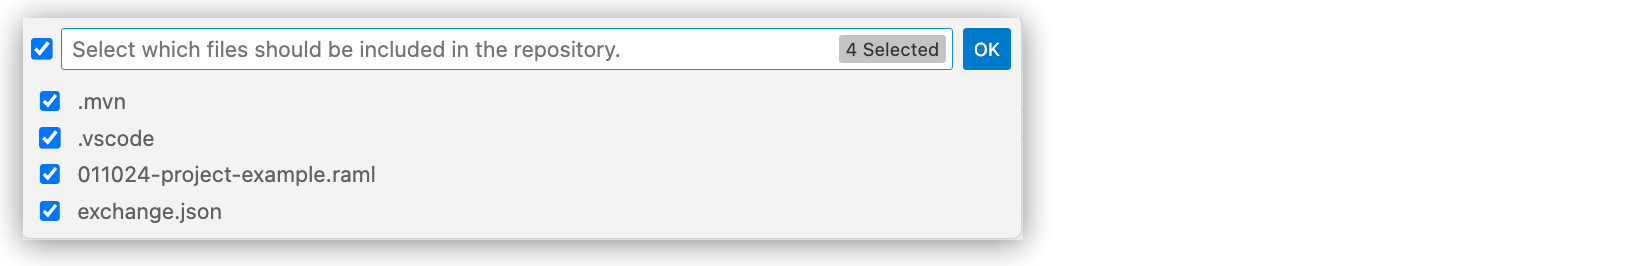 Select which files should be included in the repository. 4 Selected OK
.mvn
.vscode
011024-project-example.raml
exchange.json